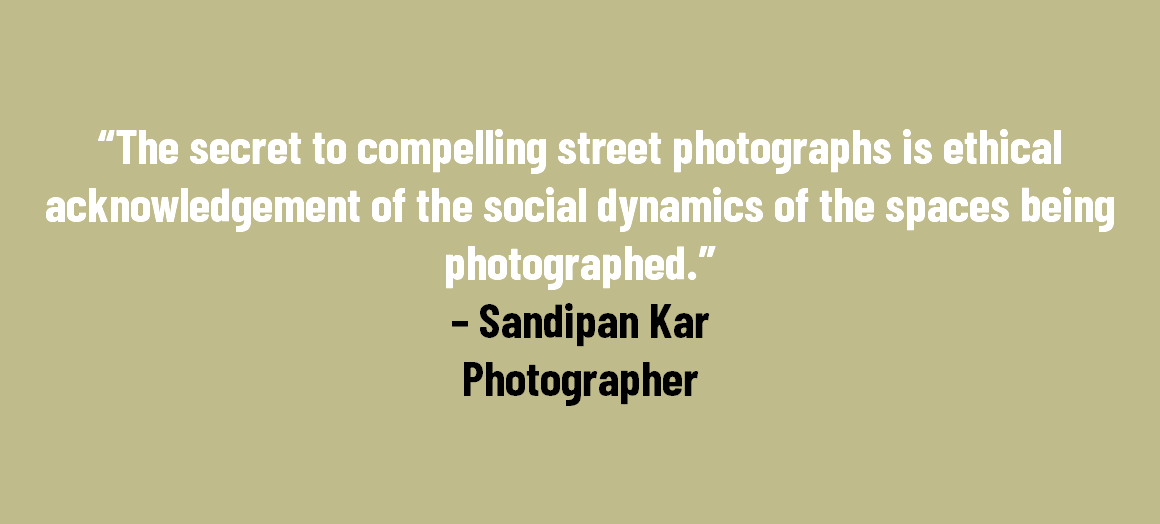 “The secret to compelling street photographs is ethical
acknowledgement of the social dynamics of the spaces being
photographed.”
– Sandipan Kar
Photographer